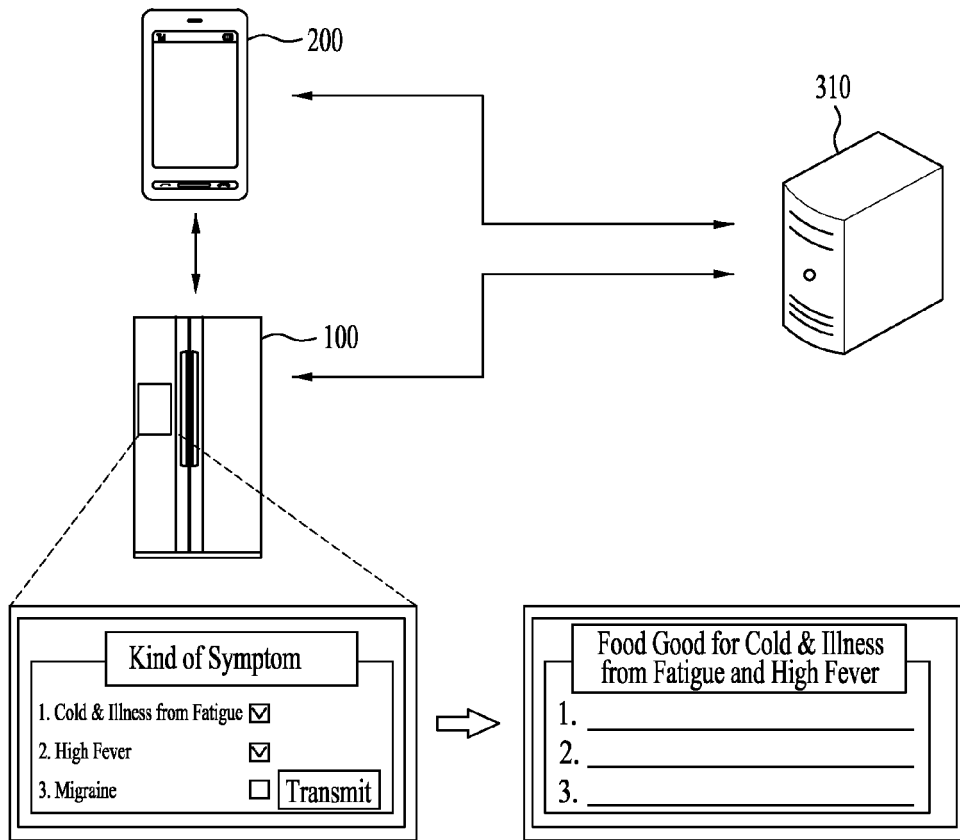 200
310
100
Kind of Symptom
1. Cold & Illness from Fatigue
2. High Fever
3. Migraine
Transmit
Food Good for Cold & Illness
from Fatigue and High Fever
1.
2.
3.